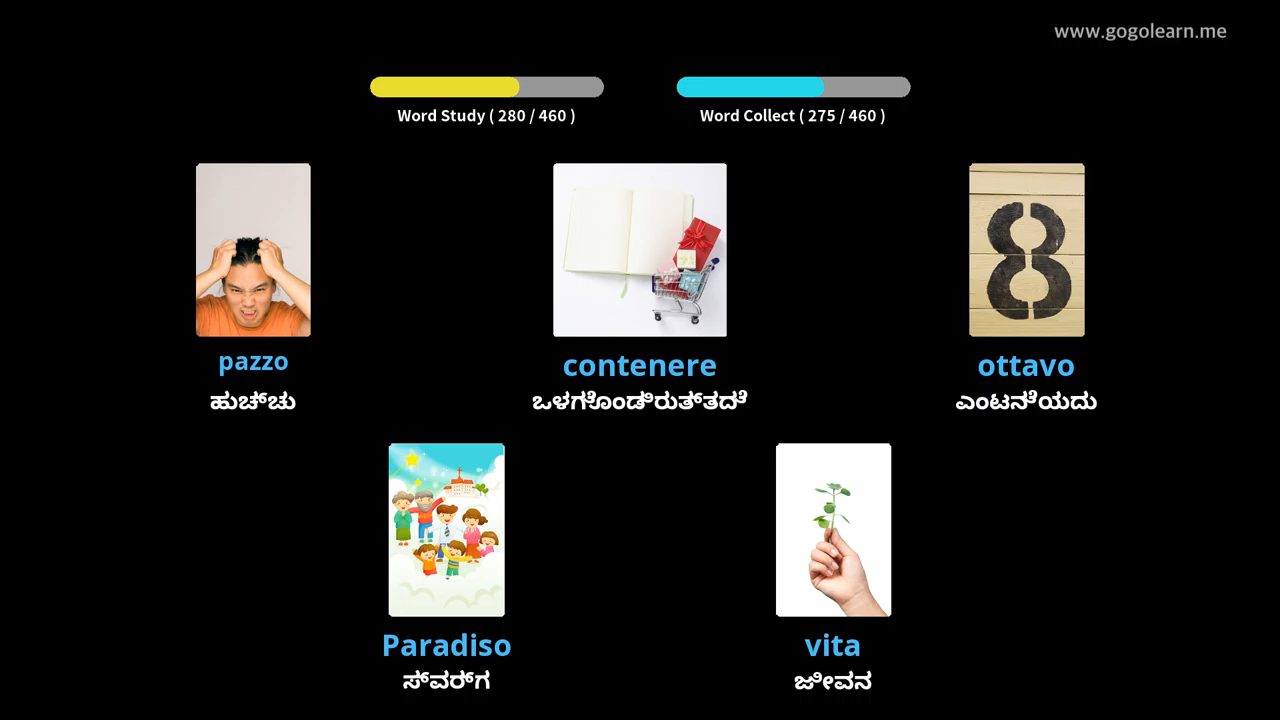 www.gogolearn.me
Word Study ( 280 / 460 )
Word Collect ( 275 / 460 )
pazzo
contenere
ottavo
ಹುಚ್ಚು
ಒಳಗೊಂಡಿರುತ್ತದೆ
ಎಂಟನೆಯದು
Paradiso
vita
ಸ್ವರ್ಗ
ಜೀವನ